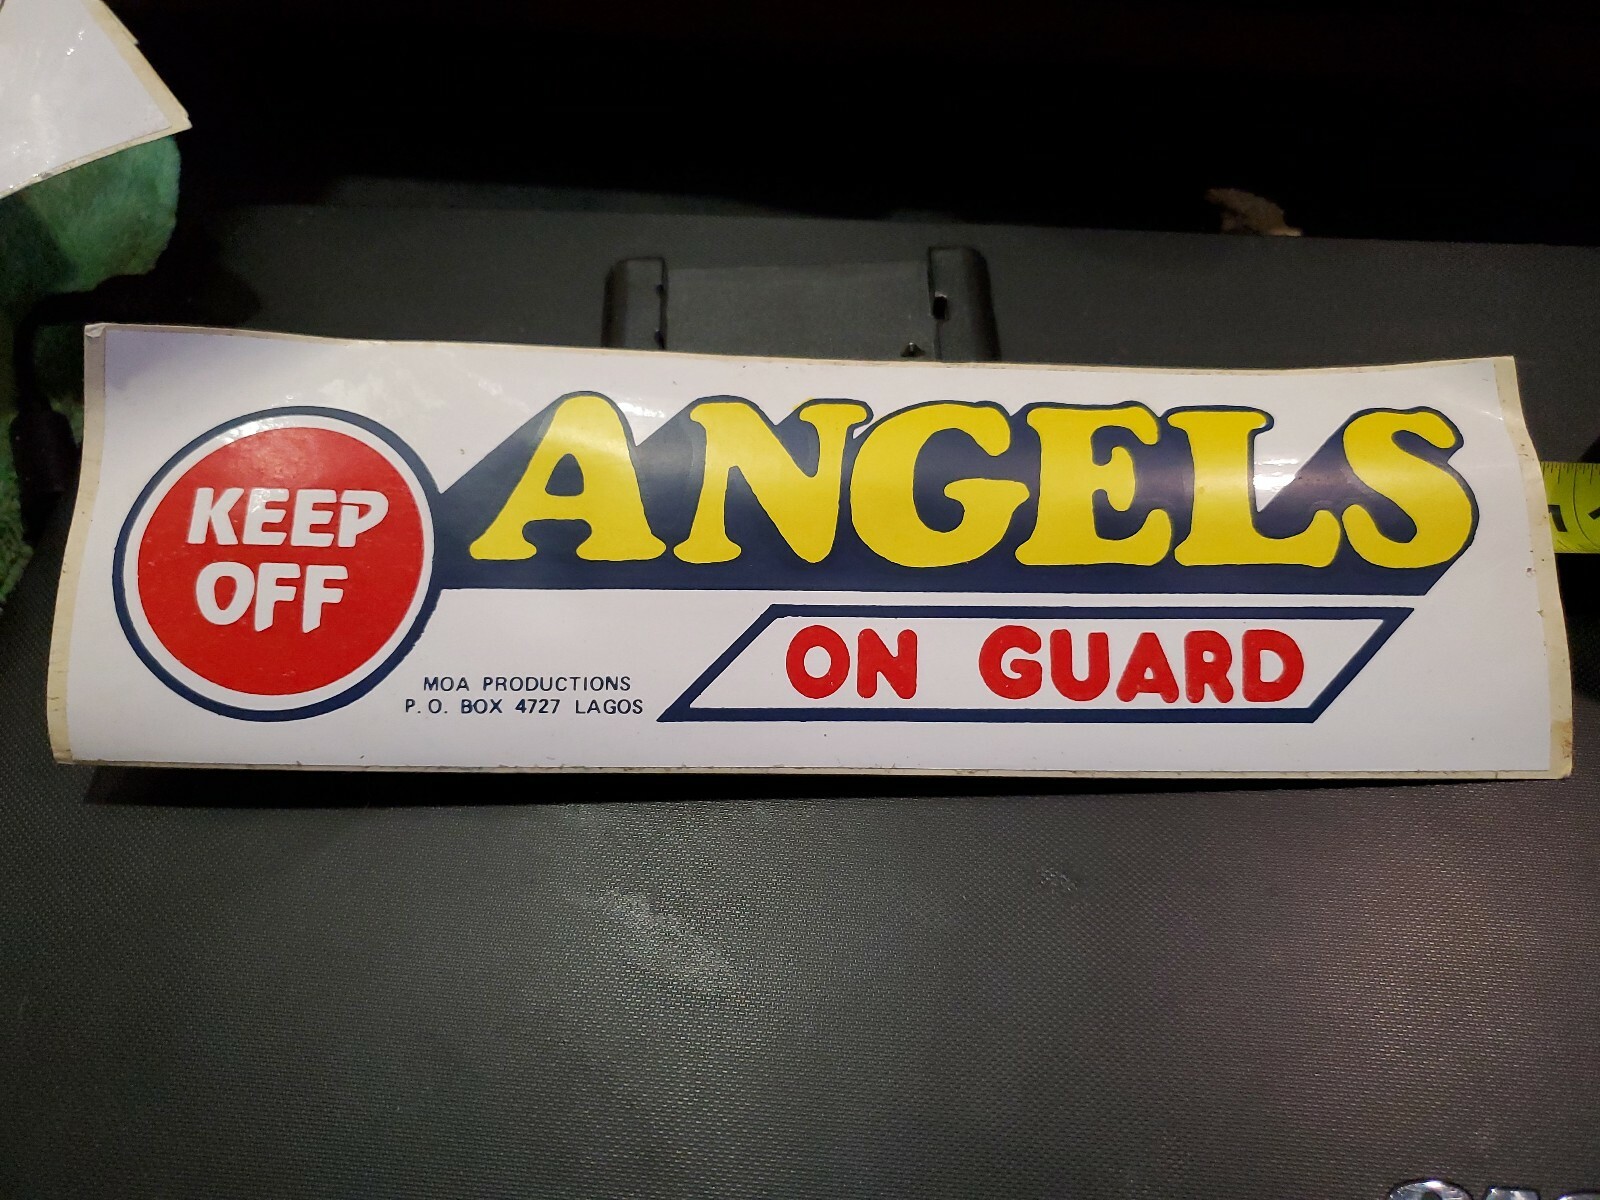 KEEP
OFF
ANGELS
ON GUARD
MOA PRODUCTIONS
P.O. BOX 4727 LAGOS